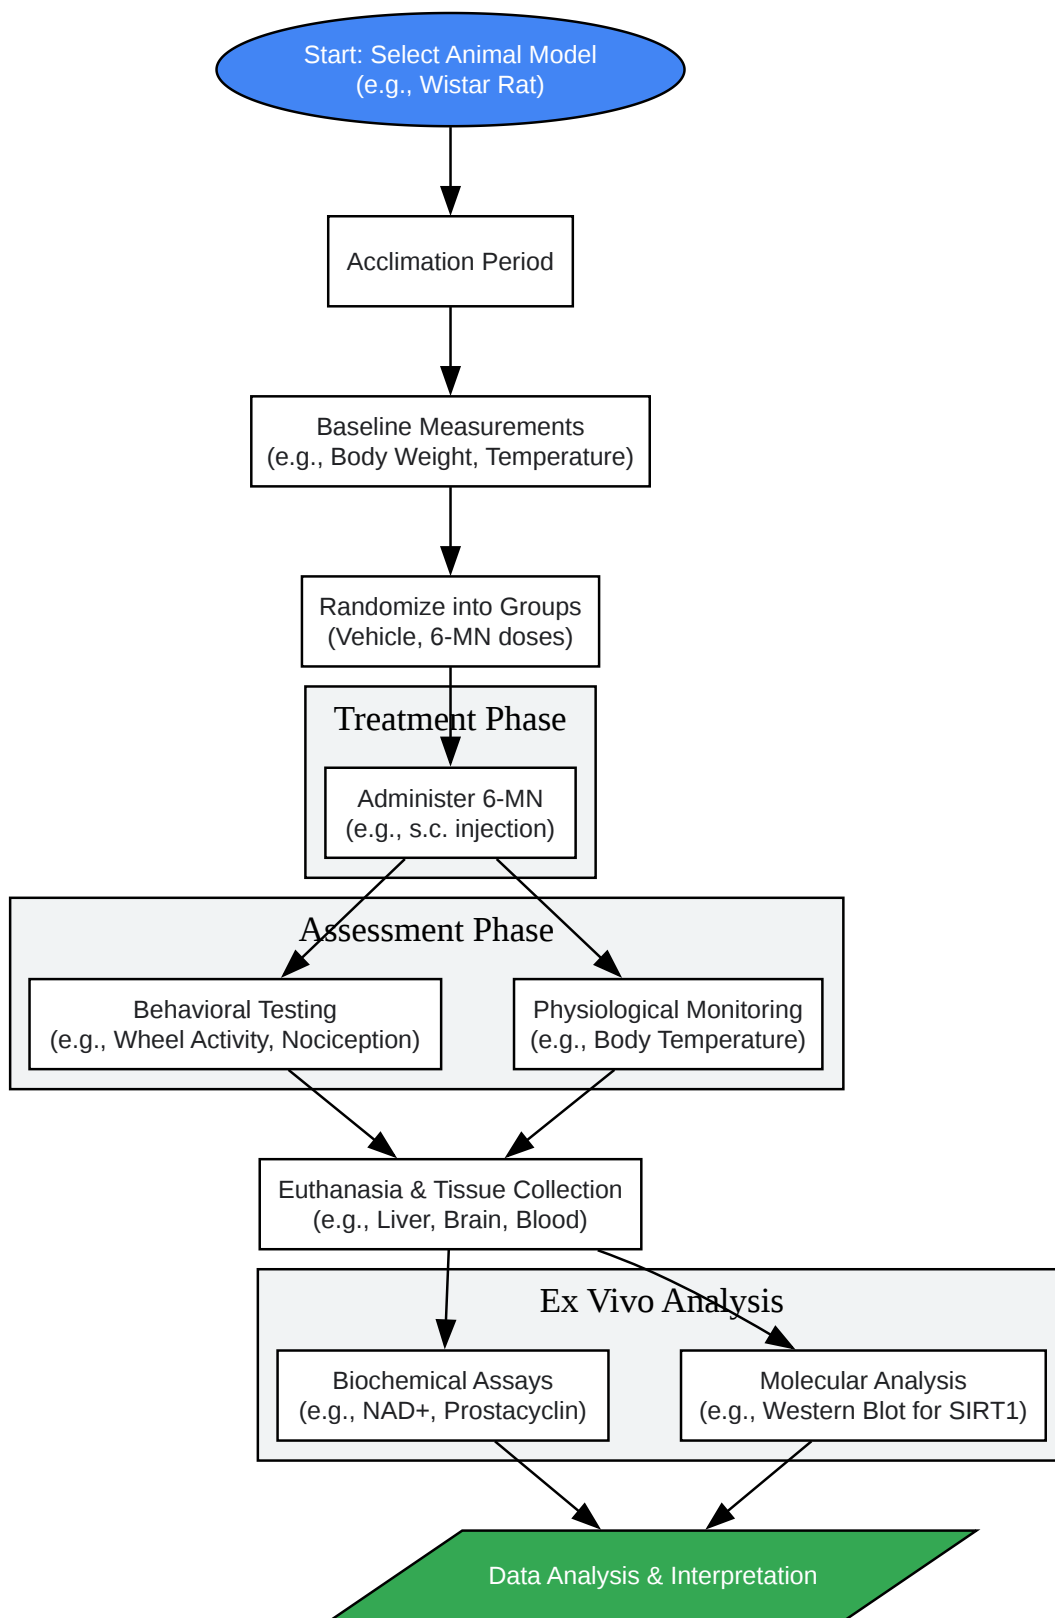 Start: Select Animal Model
(e.g., Wistar Rat)
Acclimation Period
Baseline Measurements
(e.g., Body Weight, Temperature)
Randomize into Groups
(Vehicle, 6-MN doses)
Treatment Phase
Administer 6-MN
(e.g., s.c. injection)
Assessment Phase
Behavioral Testing
(e.g., Wheel Activity, Nociception)
Physiological Monitoring
(e.g., Body Temperature)
Euthanasia & Tissue Collection
(e.g., Liver, Brain, Blood)
Ex Vivo Analysis
Biochemical Assays
(e.g., NAD+, Prostacyclin)
Molecular Analysis
(e.g., Western Blot for SIRT1)
Data Analysis & Interpretation